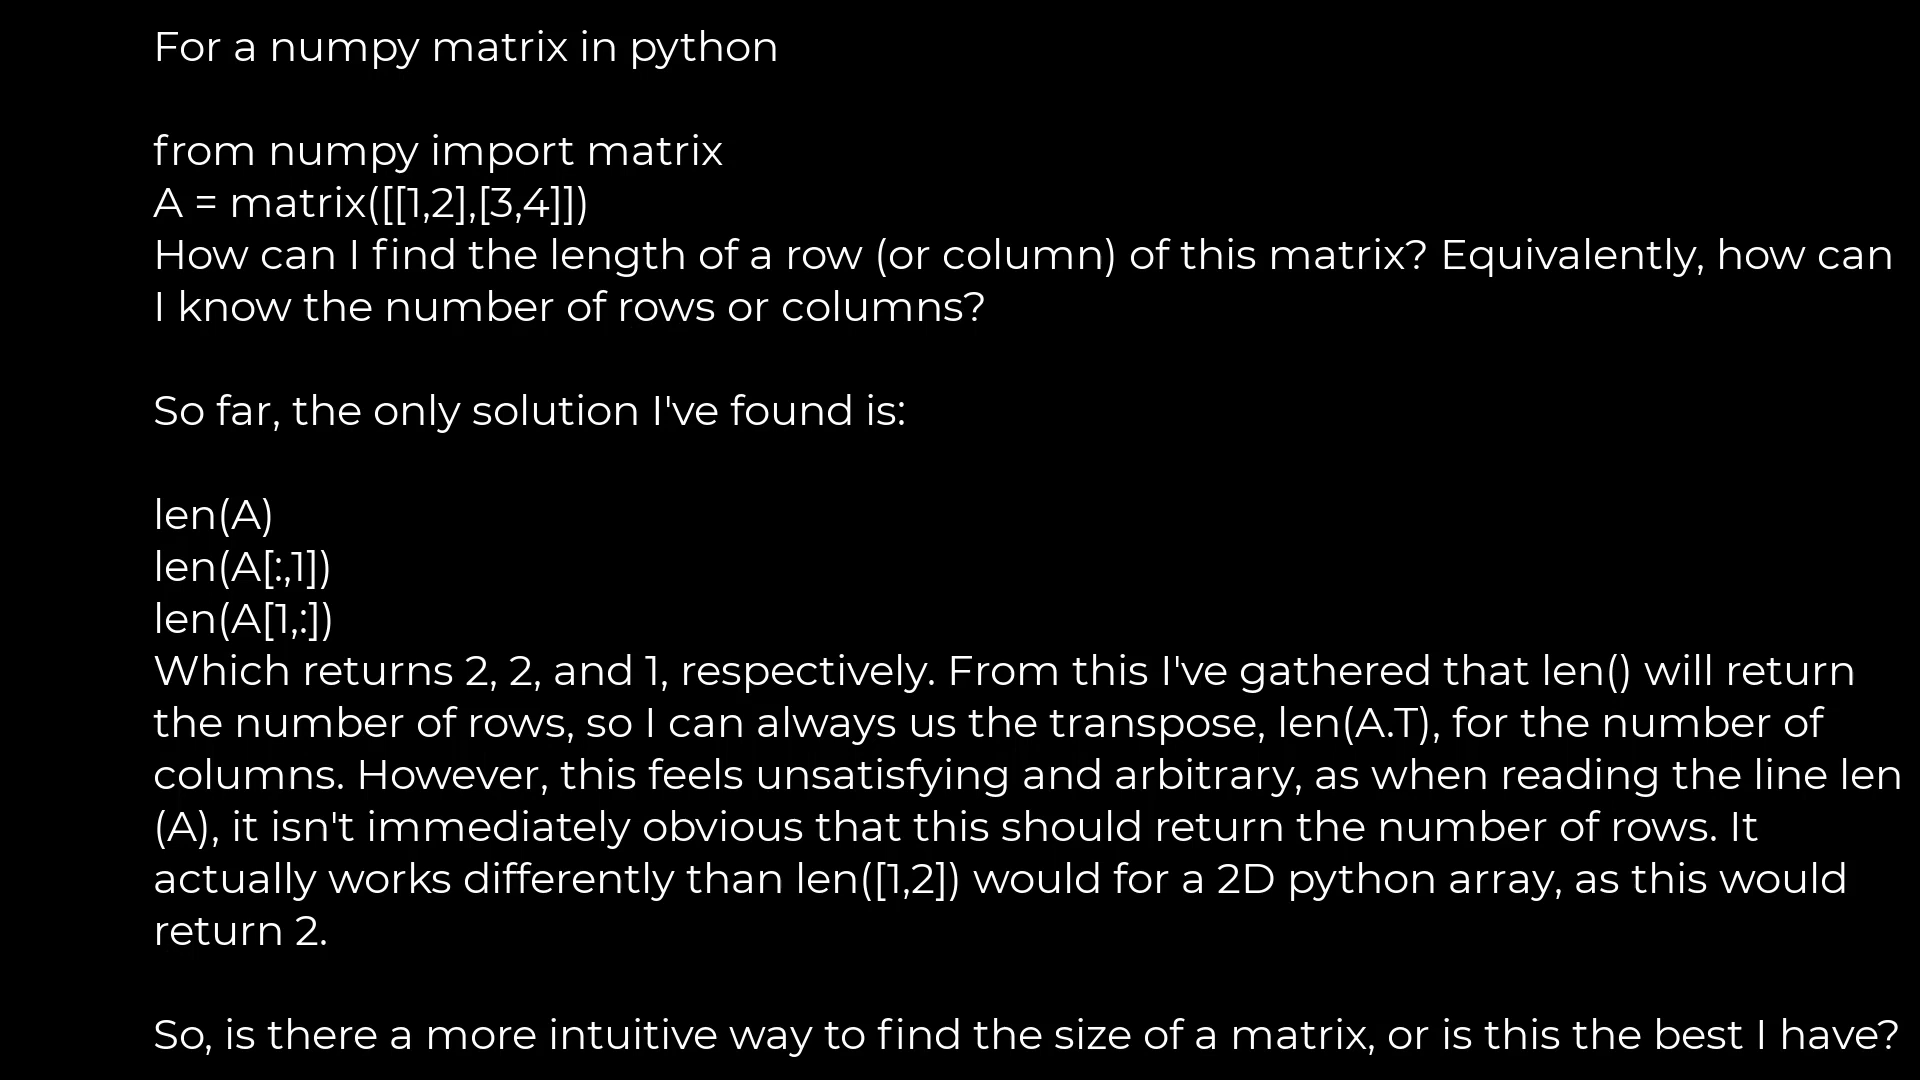 For a numpy matrix in python
from numpy import matrix
A = matrix([[1,2],[3,4]])
How can I find the length of a row (or column) of this matrix? Equivalently, how can
I know the number of rows or columns?
So far, the only solution I've found is:
len(A)
len(A[:,1])
len(A[1,:])
Which returns 2, 2, and 1, respectively. From this I've gathered that len() will return
the number of rows, so I can always us the transpose, len(A.T), for the number of
columns. However, this feels unsatisfying and arbitrary, as when reading the line len
(A), it isn't immediately obvious that this should return the number of rows. It
actually works differently than len([1,2]) would for a 2D python array, as this would
return 2.
So, is there a more intuitive way to find the size of a matrix, or is this the best I have?